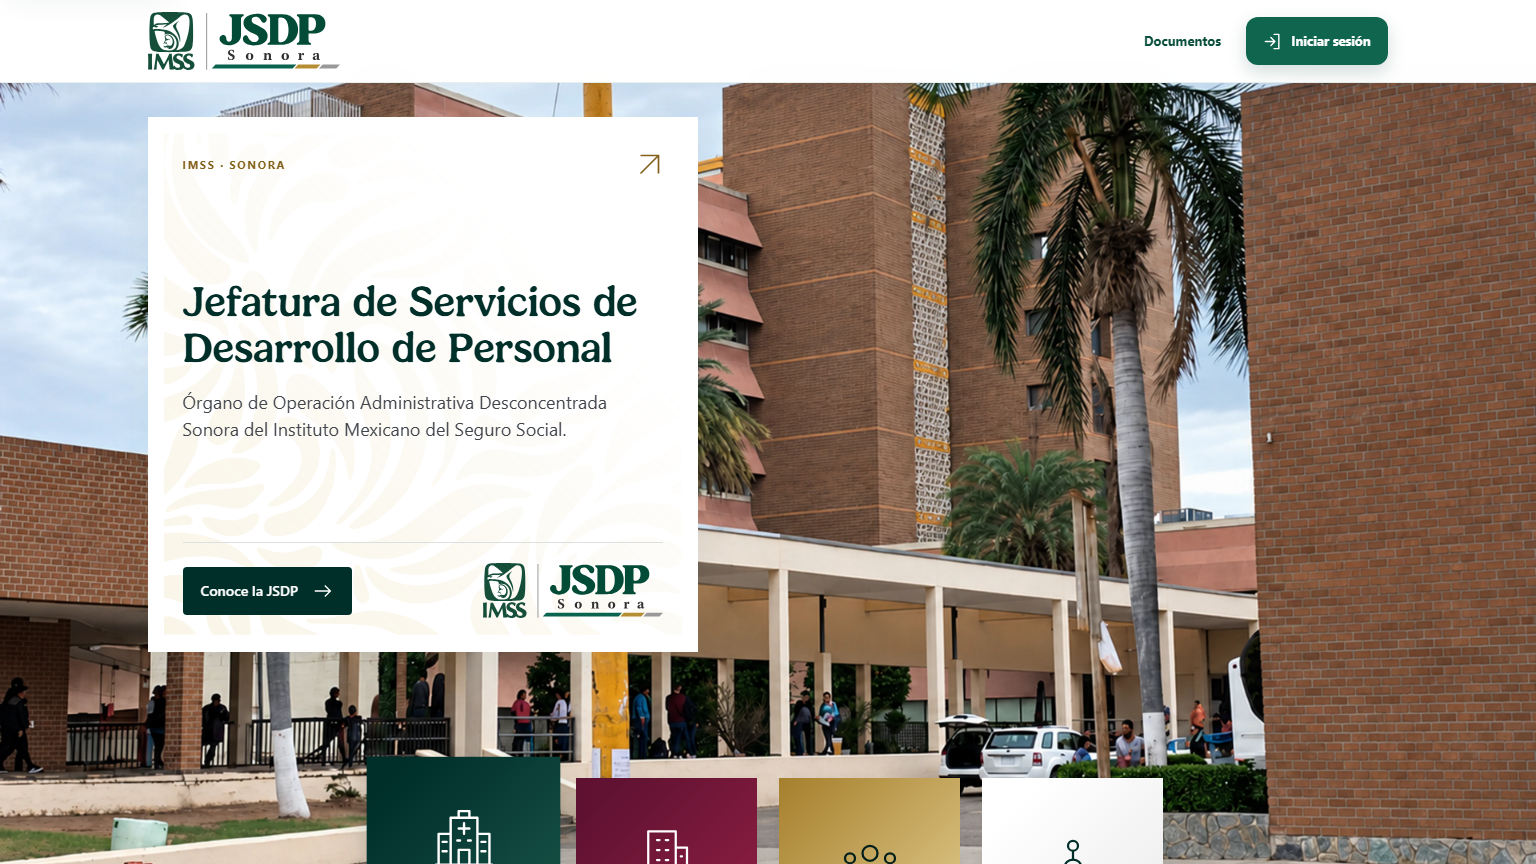 IMSS
JSDP
Sonora
Documentos
Iniciar sesión
IMSS · SONORA
Jefatura de Servicios de
Desarrollo de Personal
Órgano de Operación Administrativa Desconcentrada
Sonora del Instituto Mexicano del Seguro Social.
Conoce la JSDP
IMSS
JSDP
Sonora